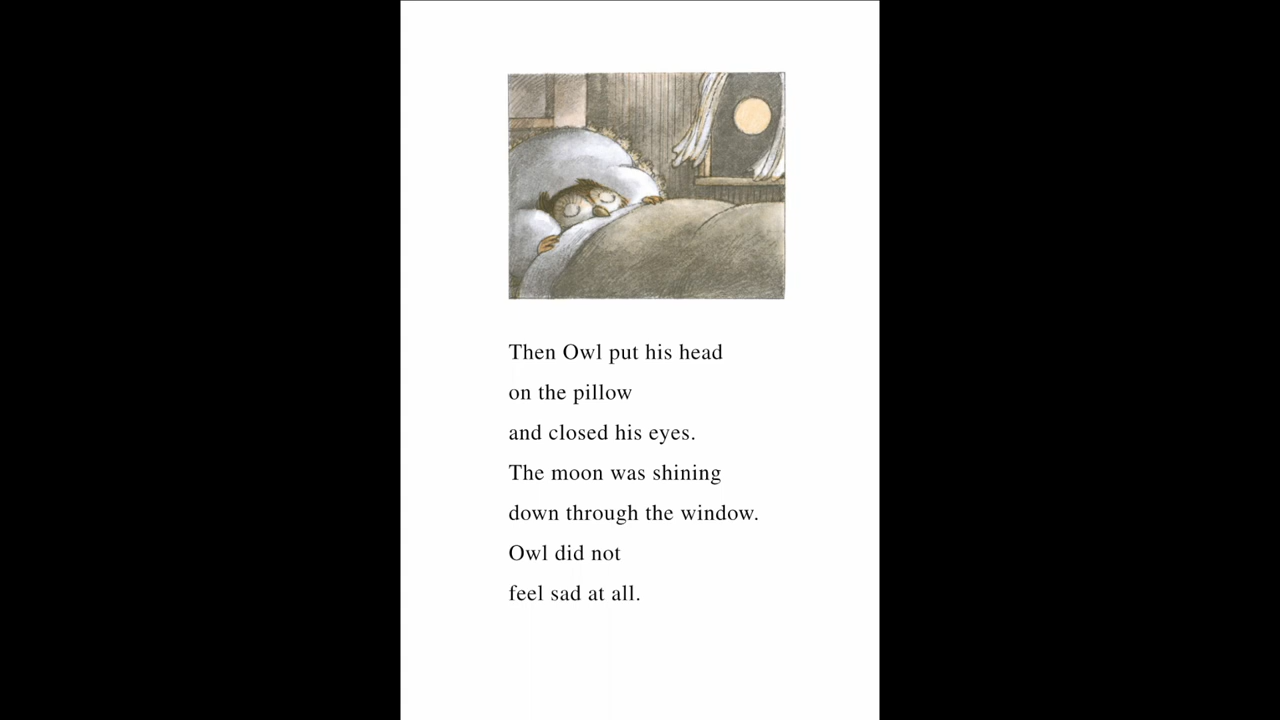 Then Owl put his head
on the pillow
and closed his eyes.
The moon was shining
down through the window.
Owl did not
feel sad at all.